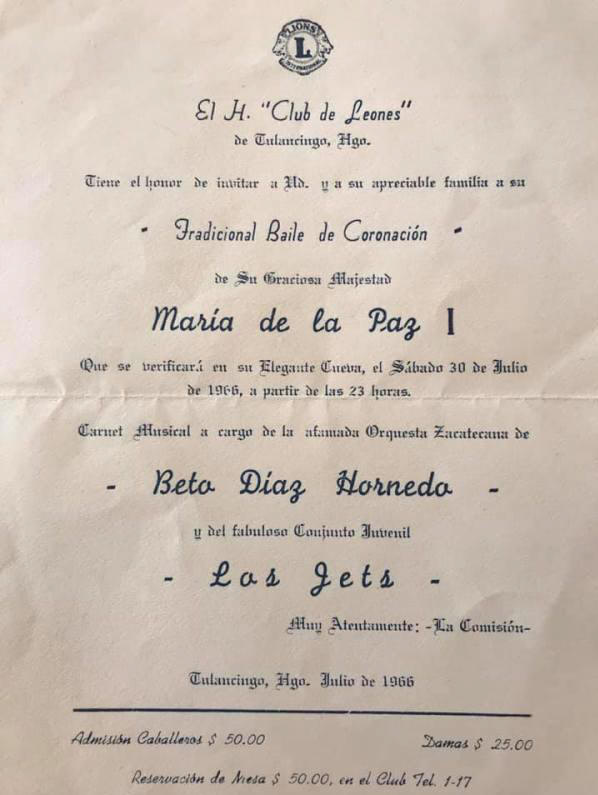 LIONS
L
INTERNATIONAL
El H. "Club de Leones"
de Tulancingo, Hgo.
Tiene el honor de invitar a Ud. y a su apreciable familia a su
- Tradicional Baile de Coronación -
de Su Graciosa Majestad
María de la Paz I
Que se verificará en su Elegante Cueva, el Sábado 30 de Julio
de 1966, a partir de las 23 horas.
Carnet Musical a cargo de la afamada Orquesta Zacatecana de
- Beto Díaz Hornedo -
y del fabuloso Conjunto Juvenil
- Los Jets -
Muy Atentamente: -La Comisión-
Tulancingo, Hgo. Julio de 1966
Admisión Caballeros $ 50.00 Damas $ 25.00
Reservación de Mesa $ 50.00, en el Club Tel. 1-17